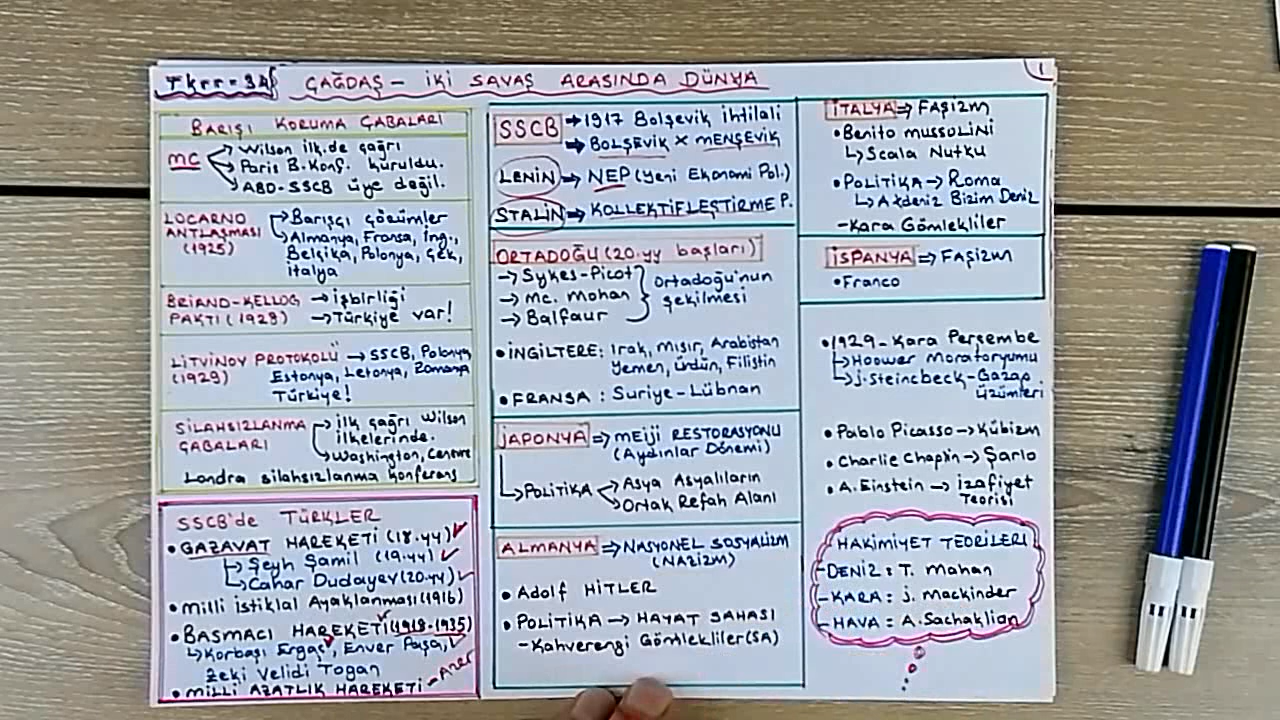 Tkrr=3A ÇAĞDAŞ - İKİ SAVAŞ ARASINDA DÜNYA
1
BARIŞI KORUMA ÇABALARI
MC
Wilson ilk.de çağrı
Paris B.Konf. kuruldu.
ABD-SSCB üye değil.
LOCARNO ANTLAŞMASI (1925)
Barışçı çözümler
Almanya, Fransa, İng., Belçika, Polonya, Çek, italya
BRİAND-KELLOG PAKTI (1928)
→ işbirliği
→ Türkiye var!
LİTVİNOV PROTOKOLÜ (1929)
→ SSCB, Polonya,
Estonya, Letonya, Romanya
Türkiye!
SİLAHSIZLANMA ÇABALARI
ilk çağrı Wilson ilkelerinde.
Washington, Cenevre
Londra silahsızlanma konferans
SSCB'de TÜRKLER
• GAZAVAT HAREKETİ (18.yy)
Şeyh Şamil (19.yy)
Cahar Dudayev (20.yy)
• Milli istiklal Ayaklanması (1916)
• BASMACI HAREKETİ (1918-1935)
Korbaşı Ergaş, Enver Paşa,
Zeki Velidi Togan
• MİLLİ AZATLIK HAREKETİ - Azer
SSCB
→ 1917 Bolşevik ihtilali
⇒ BOLŞEVİK X MENŞEVİK
LENİN ⇒ NEP (Yeni Ekonomi Pol.)
STALİN ⇒ KOLLEKTİFLEŞTİRME P.
ORTADOĞU (20.yy başları)
→ Sykes-Picot
→ Mc. Mohan
→ Balfaur
Ortadoğu'nun şekilmesi
• İNGİLTERE: Irak, Mısır, Arabistan
Yemen, ürdün, Filistin
• FRANSA : Suriye-Lübnan
JAPONYA ⇒ MEiJi RESTORASYONU
(Aydınlar Dönemi)
POLİTİKA
Asya Asyalıların
Ortak Refah Alanı
ALMANYA ⇒ NASYONEL SOSYALİZM
(NAZİZM)
• Adolf HİTLER
• POLİTİKA → HAYAT SAHASI
- Kahverengi Gömlekliler (SA)
İTALYA ⇒ FAŞİZM
• Benito MUSSOLİNİ
Scala Nutku
• POLİTİKA → Roma
Akdeniz Bizim Deniz
- Kara Gömlekliler
İSPANYA ⇒ FAŞİZM
• Franco
• 1929 - Kara Perşembe
Hoower Moratoryumu
J.Steincbeck - Gazap Üzümleri
• Pablo Picasso → Kübizm
• Charlie Chaplin → Şarlo
• A. Einstein → izafiyet Teorisi
HAKİMİYET TEORİLERİ
- DENİZ : T. Mahan
- KARA : J. Mackinder
- HAVA : A. Sachaklian